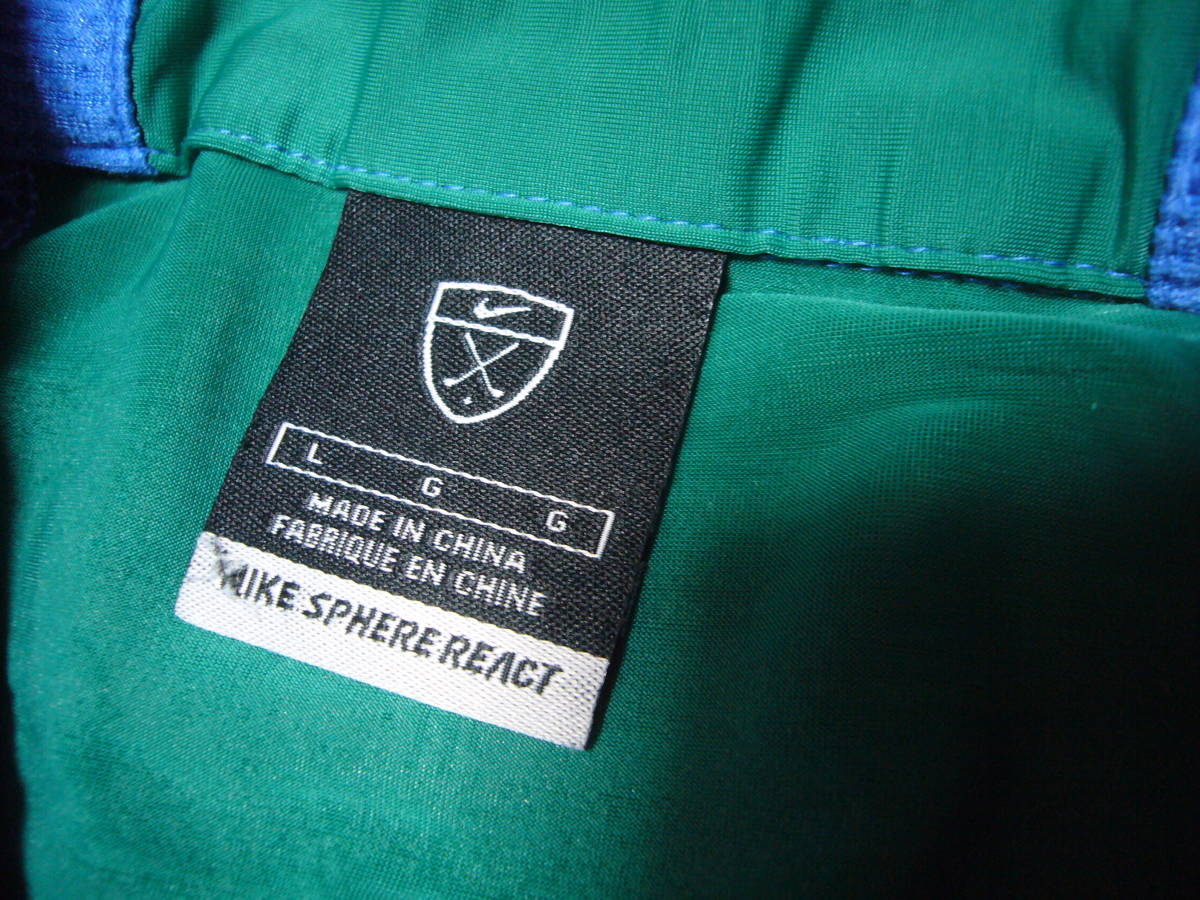 L G G
MADE IN CHINA
FABRIQUE EN CHINE
NIKE SPHERE REACT